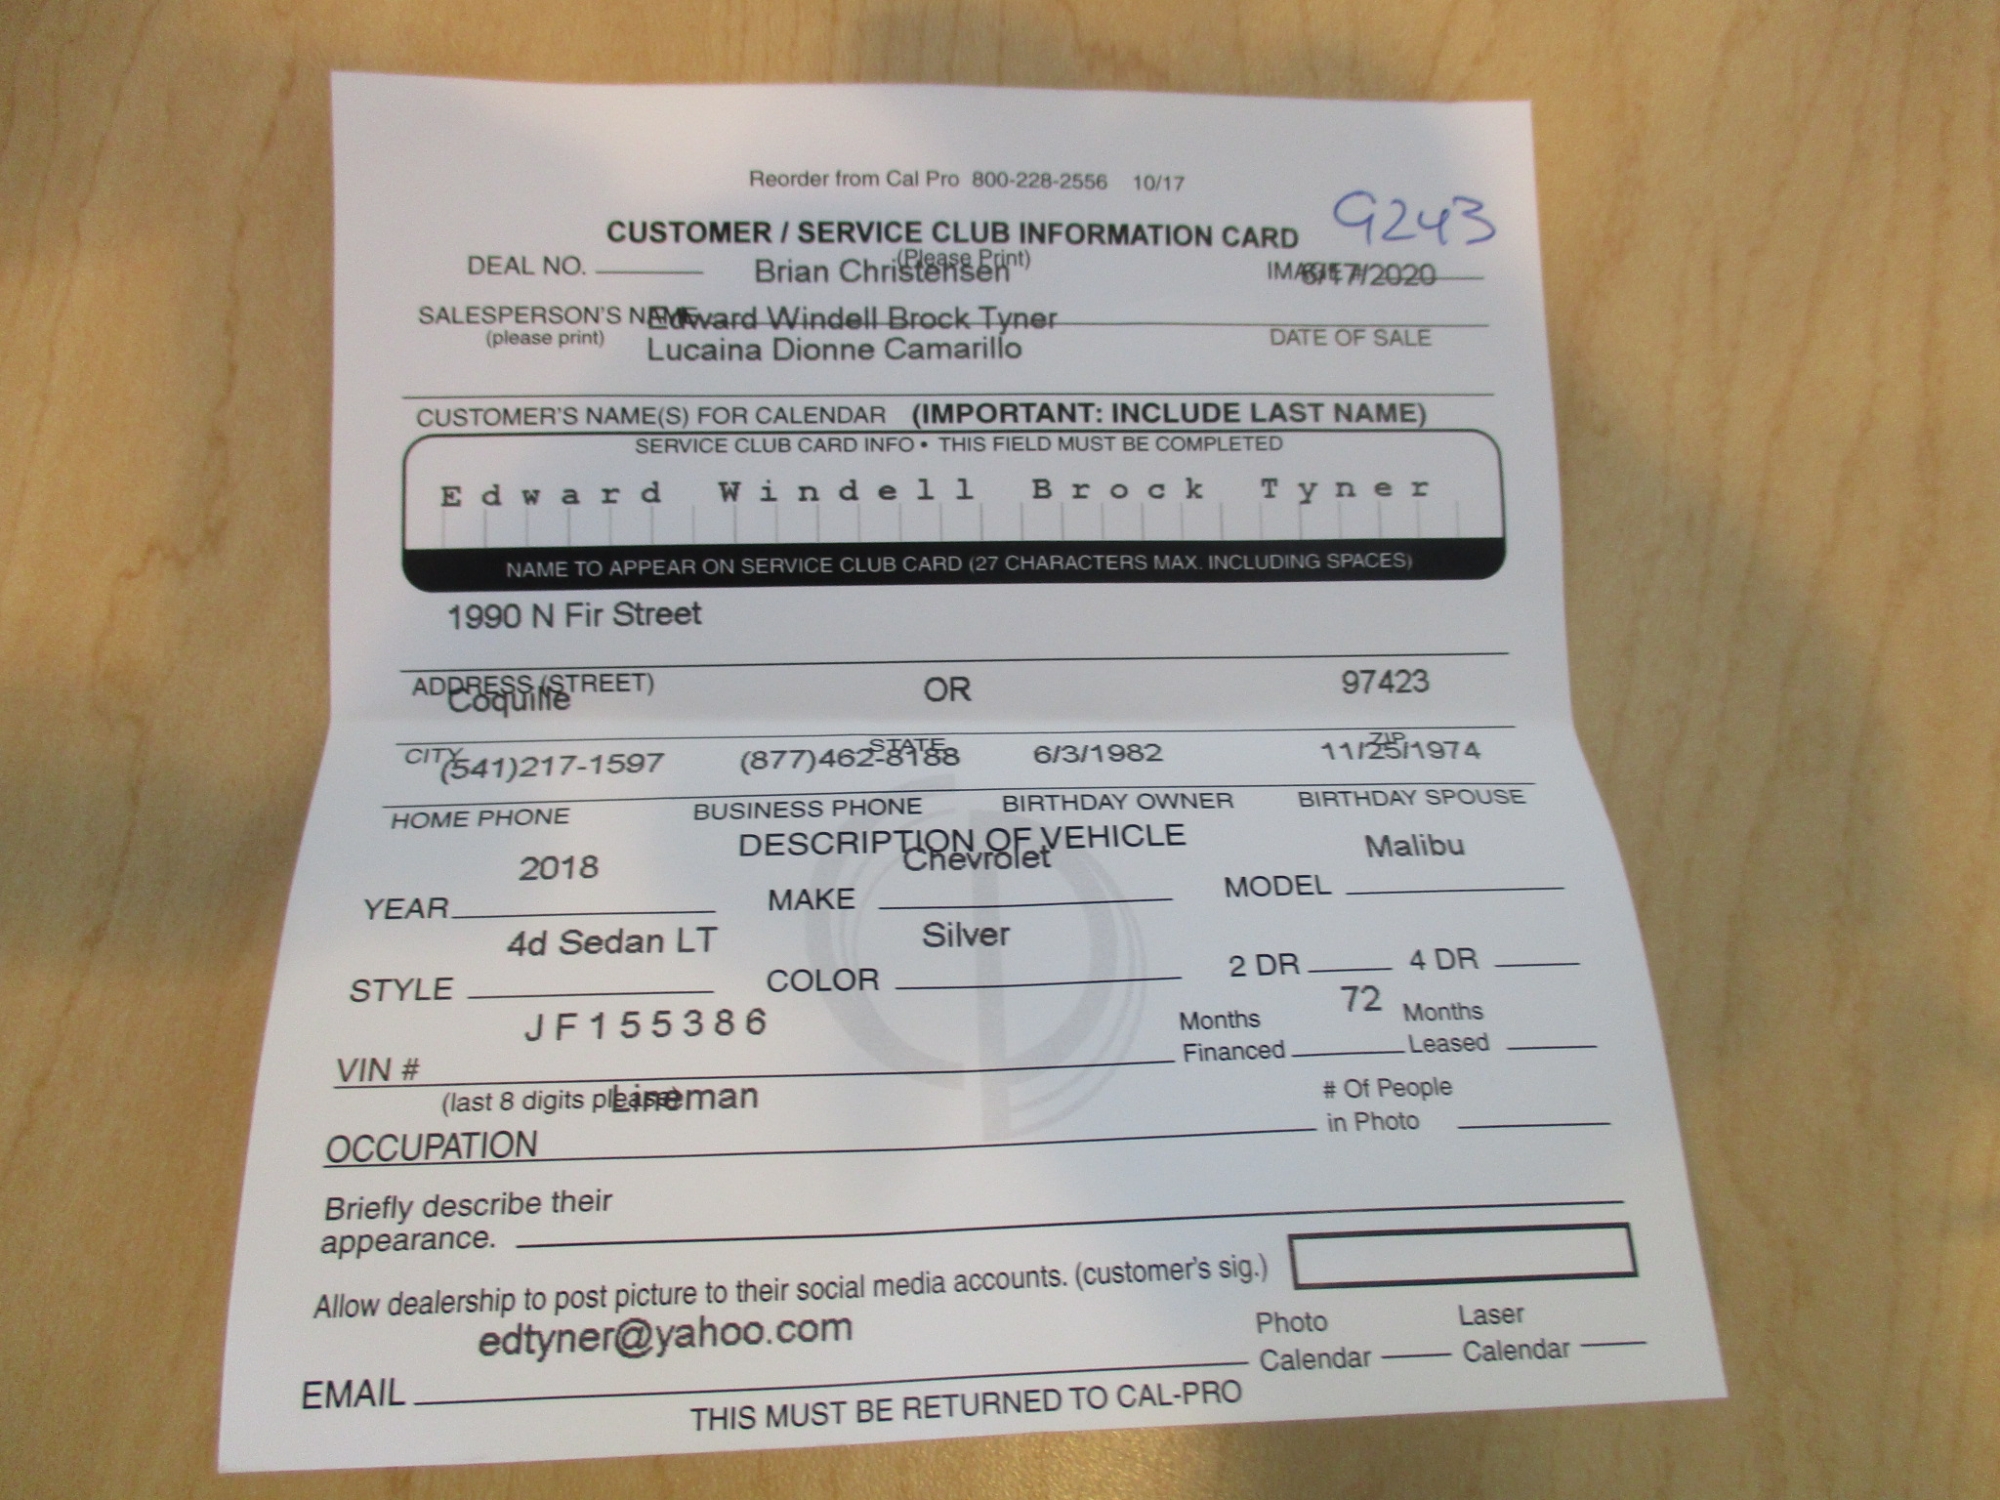 Reorder from Cal Pro 800-228-2556 10/17
9243
CUSTOMER / SERVICE CLUB INFORMATION CARD
(Please Print)
DEAL NO. Brian Christensen IMAGE # 6/17/2020
SALESPERSON'S NAME Edward Windell Brock Tyner
(please print) Lucaina Dionne Camarillo DATE OF SALE
CUSTOMER'S NAME(S) FOR CALENDAR (IMPORTANT: INCLUDE LAST NAME)
SERVICE CLUB CARD INFO • THIS FIELD MUST BE COMPLETED
Edward Windell Brock Tyner
NAME TO APPEAR ON SERVICE CLUB CARD (27 CHARACTERS MAX. INCLUDING SPACES)
1990 N Fir Street
ADDRESS (STREET)
Coquille OR 97423
CITY STATE ZIP
(541)217-1597 (877)462-8188 6/3/1982 11/25/1974
HOME PHONE BUSINESS PHONE BIRTHDAY OWNER BIRTHDAY SPOUSE
DESCRIPTION OF VEHICLE
2018 Chevrolet Malibu
YEAR MAKE MODEL
4d Sedan LT Silver
STYLE COLOR 2 DR 4 DR
JF155386 Months 72 Months
VIN # Financed Leased
(last 8 digits please) Lineman # Of People
OCCUPATION in Photo
Briefly describe their
appearance.
Allow dealership to post picture to their social media accounts. (customer's sig.)
edtyner@yahoo.com Photo Laser
EMAIL Calendar Calendar
THIS MUST BE RETURNED TO CAL-PRO